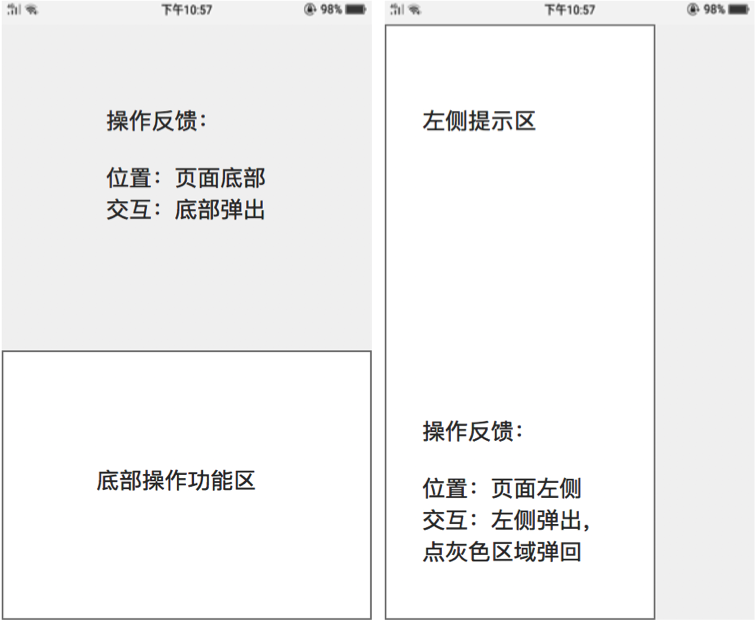 下午10:57
98%
操作反馈：
位置：页面底部
交互：底部弹出
底部操作功能区
下午10:57
98%
左侧提示区
操作反馈：
位置：页面左侧
交互：左侧弹出，
点灰色区域弹回